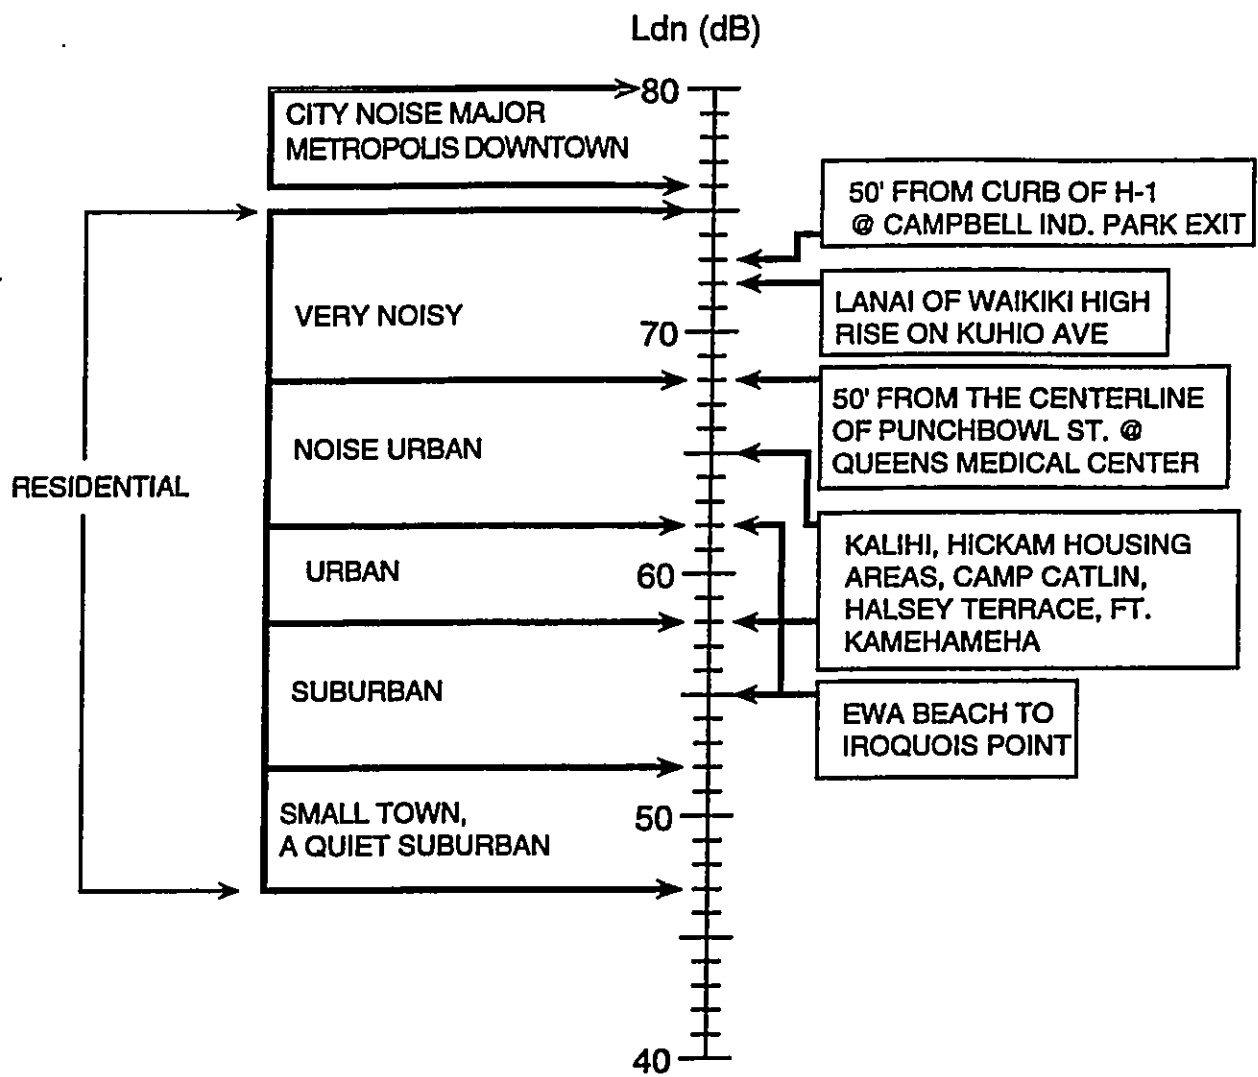 Ldn (dB)
80
CITY NOISE MAJOR
METROPOLIS DOWNTOWN
50' FROM CURB OF H-1
@ CAMPBELL IND. PARK EXIT
LANAI OF WAIKIKI HIGH
RISE ON KUHIO AVE
VERY NOISY
70
50' FROM THE CENTERLINE
OF PUNCHBOWL ST. @
QUEENS MEDICAL CENTER
NOISE URBAN
RESIDENTIAL
KALIHI, HICKAM HOUSING
AREAS, CAMP CATLIN,
HALSEY TERRACE, FT.
KAMEHAMEHA
URBAN
60
SUBURBAN
EWA BEACH TO
IROQUOIS POINT
SMALL TOWN,
A QUIET SUBURBAN
50
40